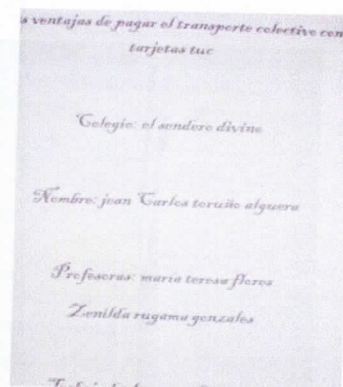 s ventajas de pagar el transporte colectivo con
tarjetas tuc
Colegio: el sendero divino
Nombre: juan Carlos toruño alguera
Profesoras: maria teresa flores
Zenilda rugama gonzales